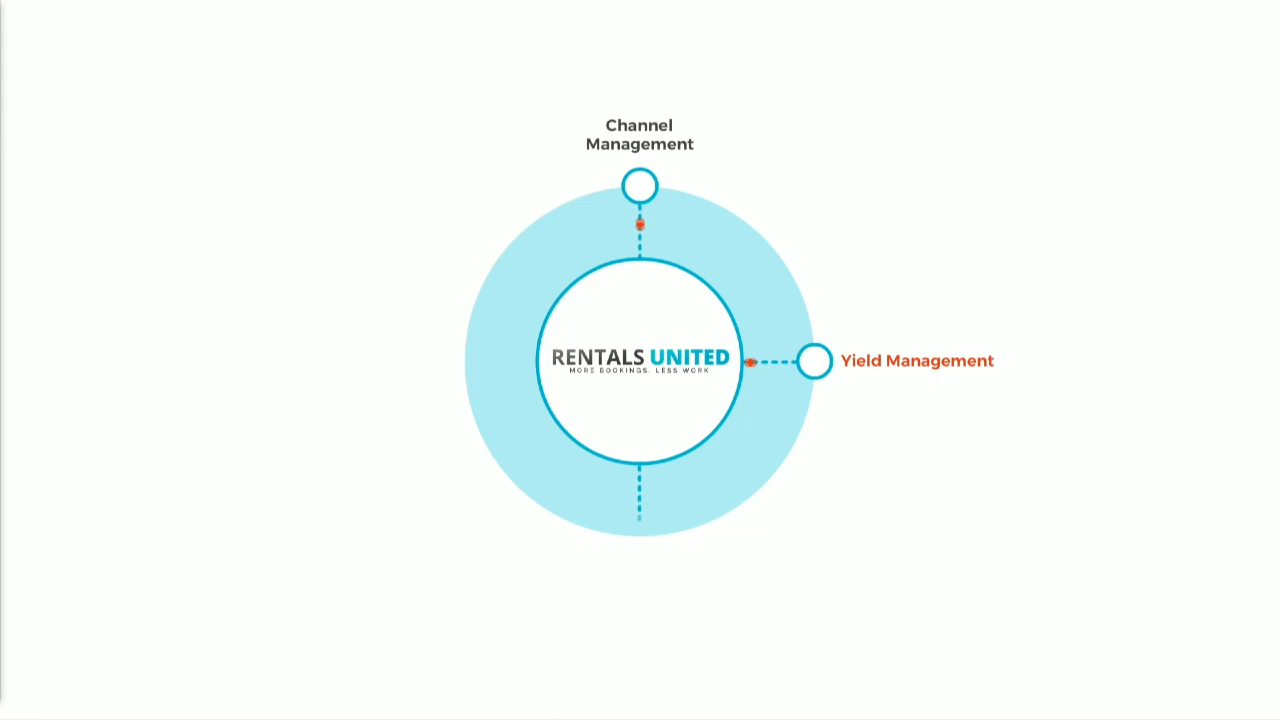 Channel
Management
RENTALS UNITED
MORE BOOKINGS. LESS WORK
Yield Management